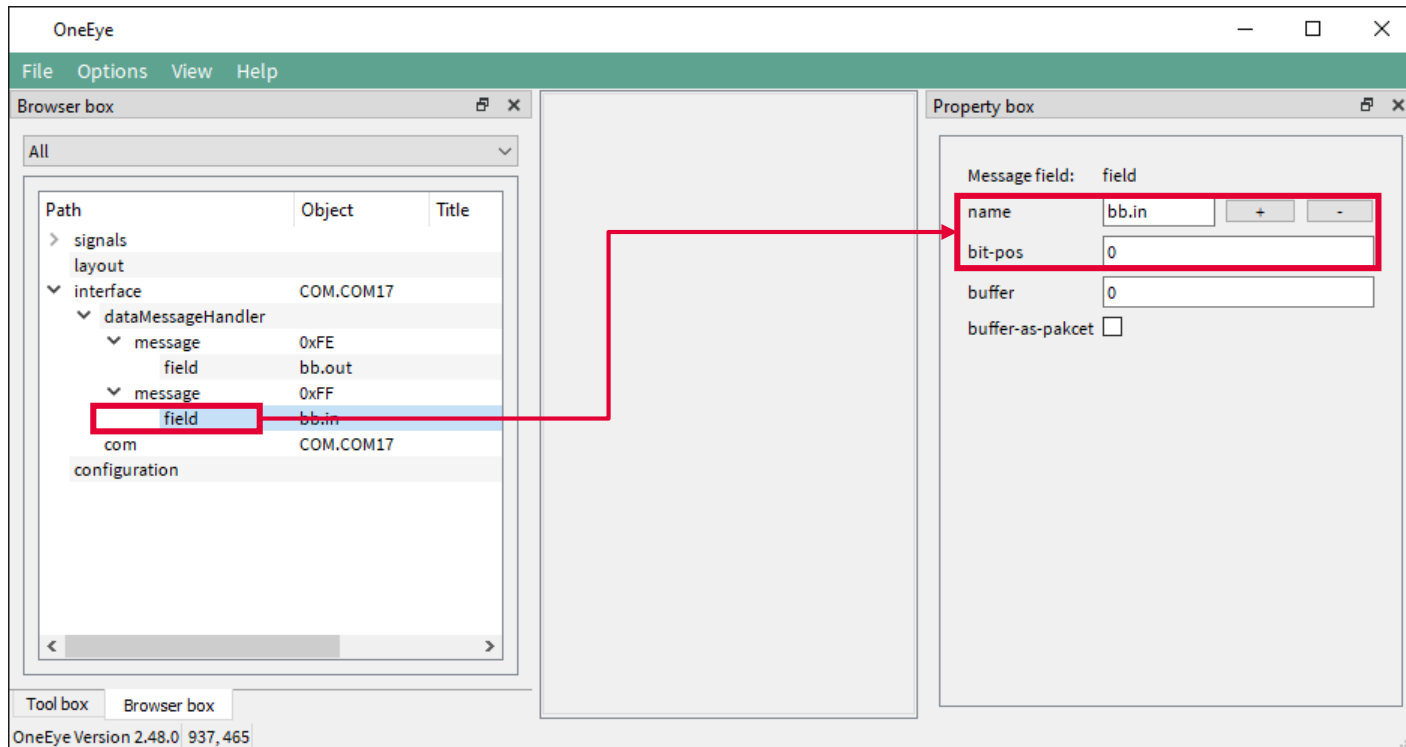 OneEye
File Options View Help
Browser box
All
Path Object Title
signals
layout
interface COM.COM17
dataMessageHandler
message 0xFE
field bb.out
message 0xFF
field bb.in
com COM.COM17
configuration
Tool box Browser box
OneEye Version 2.48.0 937, 465
Property box
Message field: field
name bb.in + -
bit-pos 0
buffer 0
buffer-as-pakcet